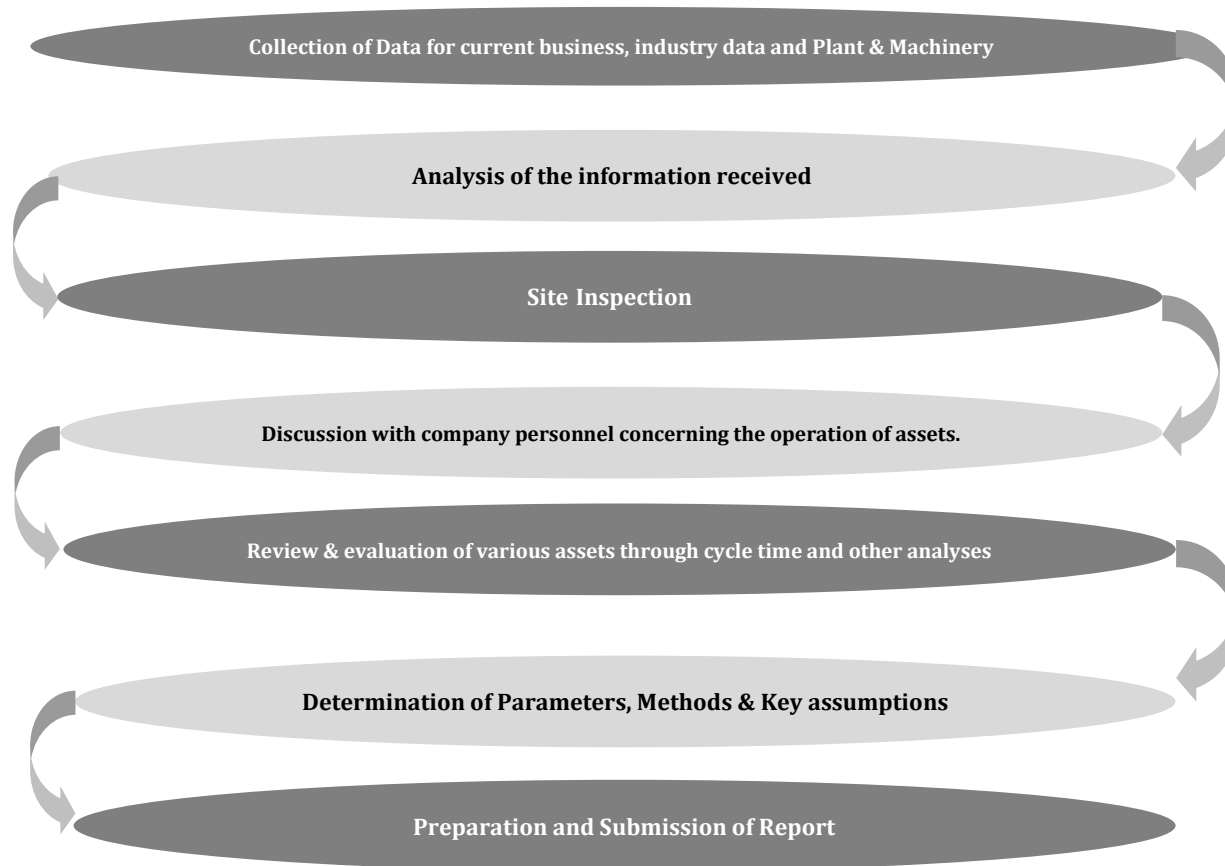 Collection of Data for current business, industry data and Plant & Machinery
Analysis of the information received
Site Inspection
Discussion with company personnel concerning the operation of assets.
Review & evaluation of various assets through cycle time and other analyses
Determination of Parameters, Methods & Key assumptions
Preparation and Submission of Report